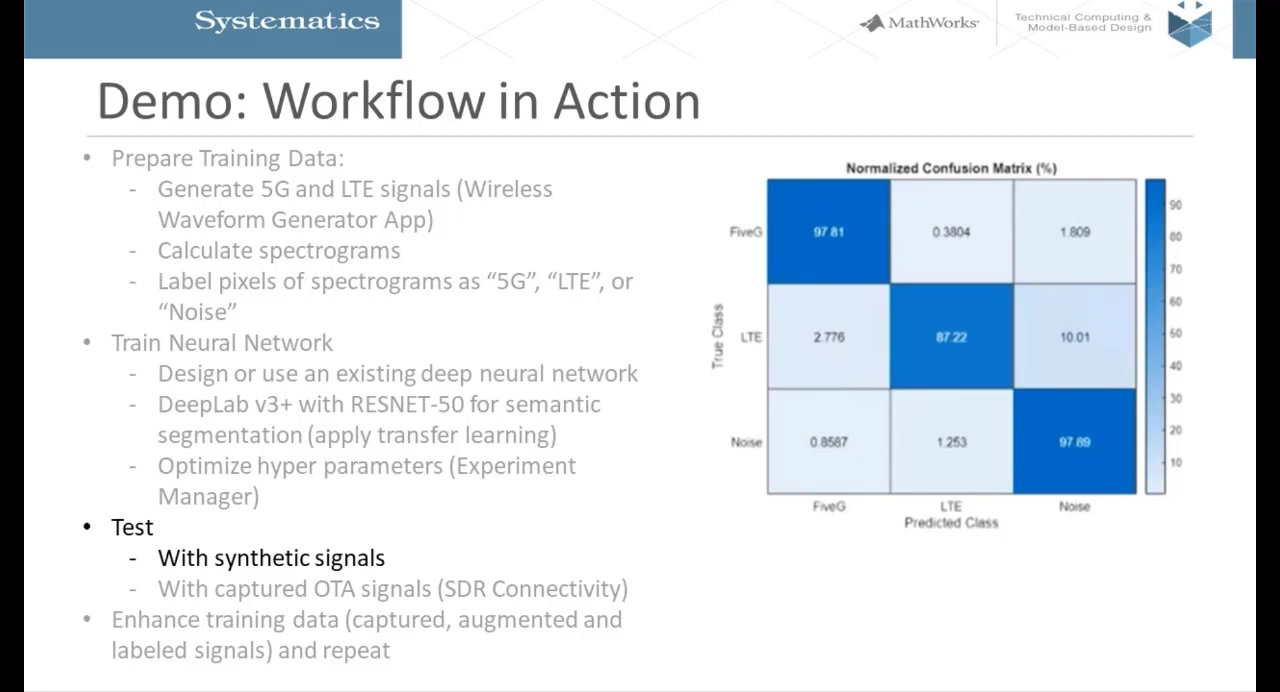 Systematics
MathWorks
Technical Computing &
Model-Based Design
Demo: Workflow in Action
• Prepare Training Data:
- Generate 5G and LTE signals (Wireless
Waveform Generator App)
- Calculate spectrograms
- Label pixels of spectrograms as “5G”, “LTE”, or
“Noise”
• Train Neural Network
- Design or use an existing deep neural network
- DeepLab v3+ with RESNET-50 for semantic
segmentation (apply transfer learning)
- Optimize hyper parameters (Experiment
Manager)
• Test
- With synthetic signals
- With captured OTA signals (SDR Connectivity)
• Enhance training data (captured, augmented and
labeled signals) and repeat
Normalized Confusion Matrix (%)
True Class
FiveG 97.81 0.3804 1.809
LTE 2.776 87.22 10.01
Noise 0.8587 1.253 97.89
FiveG LTE Noise
Predicted Class
90
80
70
60
50
40
30
20
10